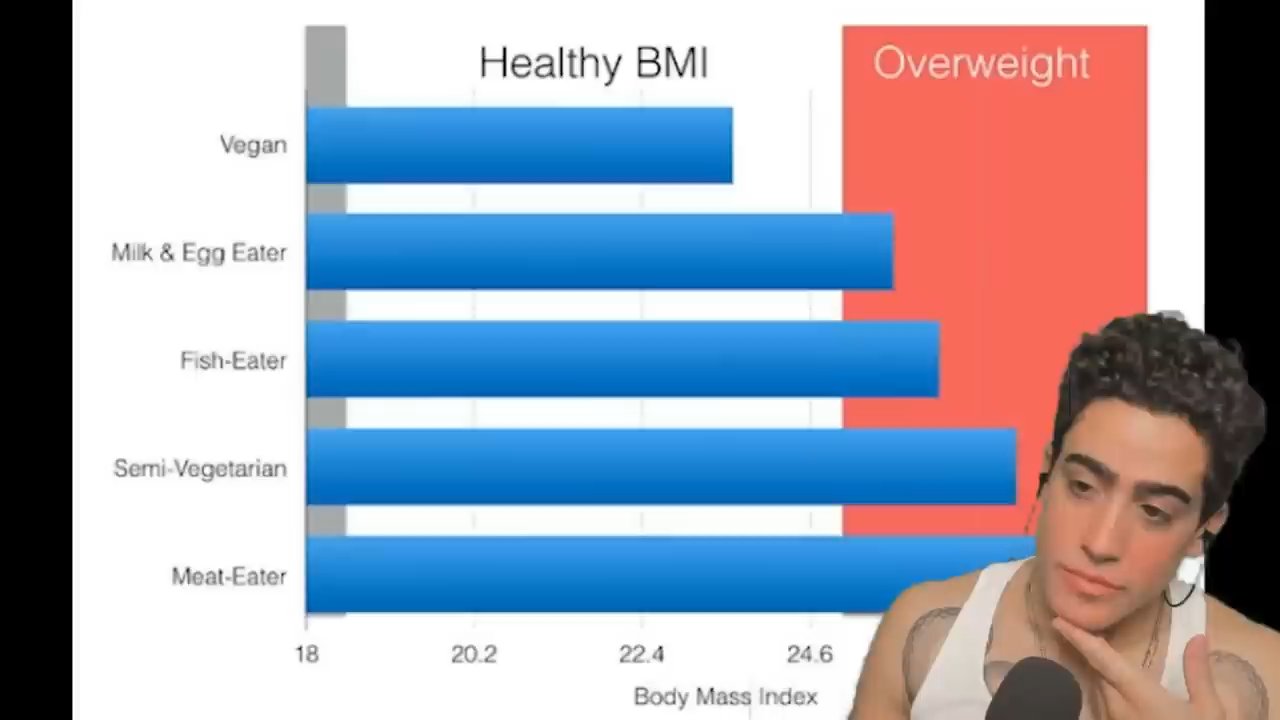 Healthy BMI
Overweight
Vegan
Milk & Egg Eater
Fish-Eater
Semi-Vegetarian
Meat-Eater
18
20.2
22.4
24.6
Body Mass Index